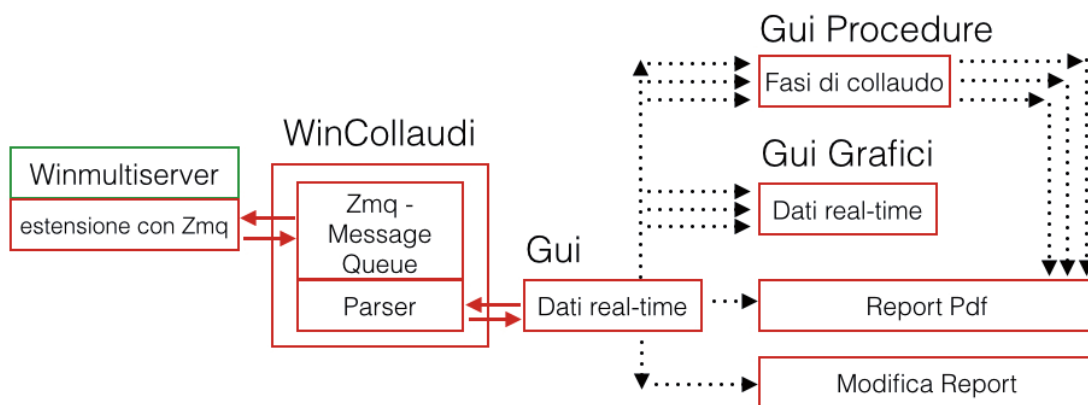 Gui Procedure
Fasi di collaudo
WinCollaudi
Gui Grafici
Winmultiserver
estensione con Zmq
Zmq -
Message
Queue
Dati real-time
Gui
Parser
Dati real-time
Report Pdf
Modifica Report